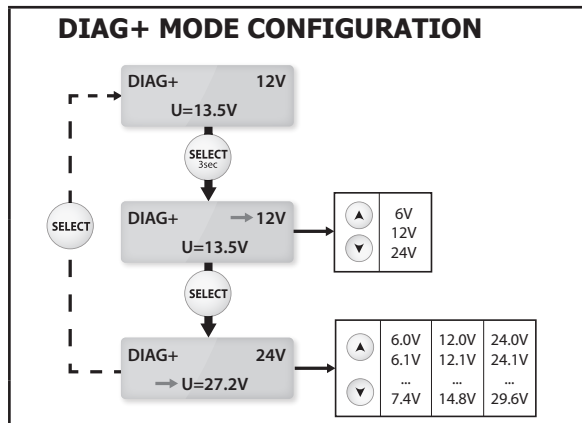 DIAG+ MODE CONFIGURATION
DIAG+ 12V
U=13.5V
SELECT
3sec
DIAG+ 12V
U=13.5V
6V
12V
24V
SELECT
SELECT
DIAG+ 24V
U=27.2V
6.0V 12.0V 24.0V
6.1V 12.1V 24.1V
... ... ...
7.4V 14.8V 29.6V